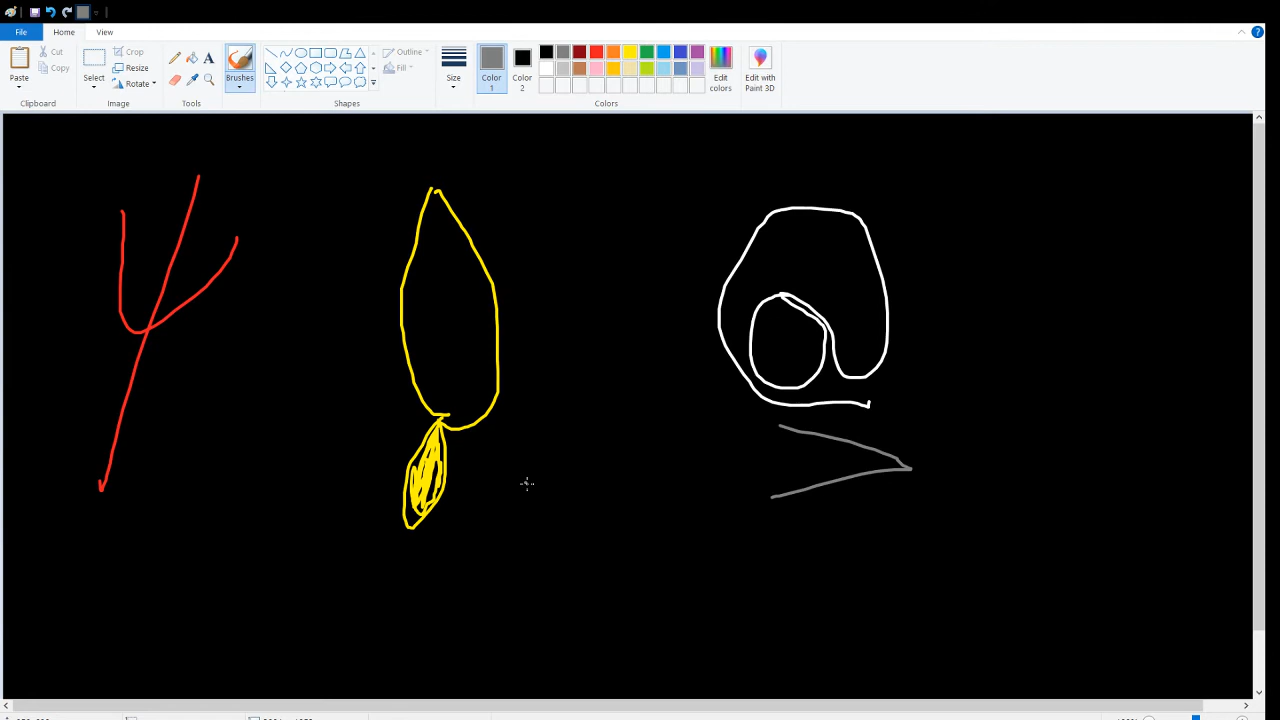 File Home View
Paste
Cut
Copy
Clipboard
Select
Crop
Resize
Rotate
Image
A
Tools
Brushes
Outline
Fill
Shapes
Size
Color
1
Color
2
Edit
colors
Colors
Edit with
Paint 3D